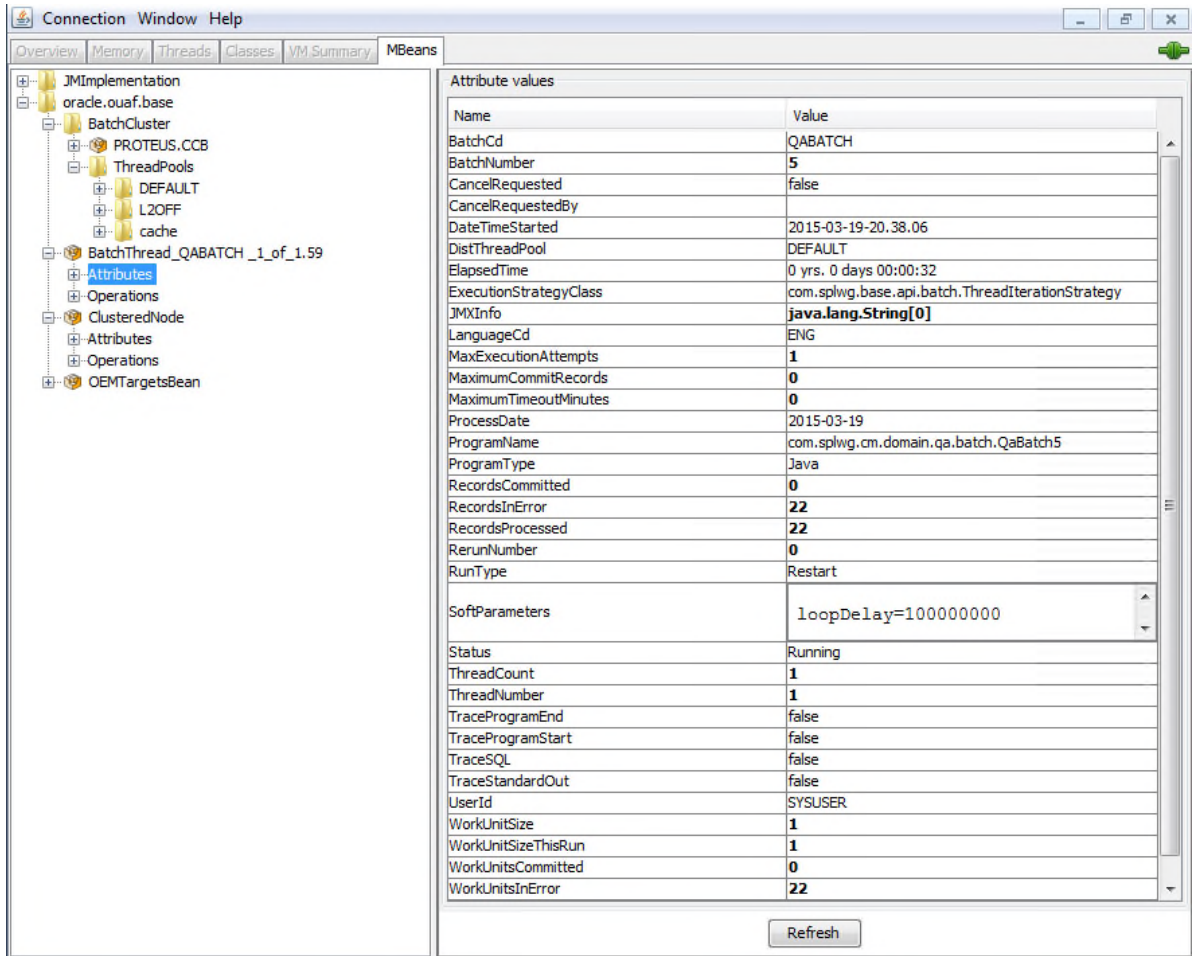 Connection Window Help
Overview Memory Threads Classes VM Summary MBeans
JMImplementation
oracle.ouaf.base
BatchCluster
PROTEUS.CCB
ThreadPools
DEFAULT
L2OFF
cache
BatchThread_QABATCH _1_of_1.59
Attributes
Operations
ClusteredNode
Attributes
Operations
OEMTargetsBean
Attribute values
Name Value
BatchCd QABATCH
BatchNumber 5
CancelRequested false
CancelRequestedBy
DateTimeStarted 2015-03-19-20.38.06
DistThreadPool DEFAULT
ElapsedTime 0 yrs. 0 days 00:00:32
ExecutionStrategyClass com.splwg.base.api.batch.ThreadIterationStrategy
JMXInfo java.lang.String[0]
LanguageCd ENG
MaxExecutionAttempts 1
MaximumCommitRecords 0
MaximumTimeoutMinutes 0
ProcessDate 2015-03-19
ProgramName com.splwg.cm.domain.qa.batch.QaBatch5
ProgramType Java
RecordsCommitted 0
RecordsInError 22
RecordsProcessed 22
RerunNumber 0
RunType Restart
SoftParameters loopDelay=100000000
Status Running
ThreadCount 1
ThreadNumber 1
TraceProgramEnd false
TraceProgramStart false
TraceSQL false
TraceStandardOut false
UserId SYSUSER
WorkUnitSize 1
WorkUnitSizeThisRun 1
WorkUnitsCommitted 0
WorkUnitsInError 22
Refresh